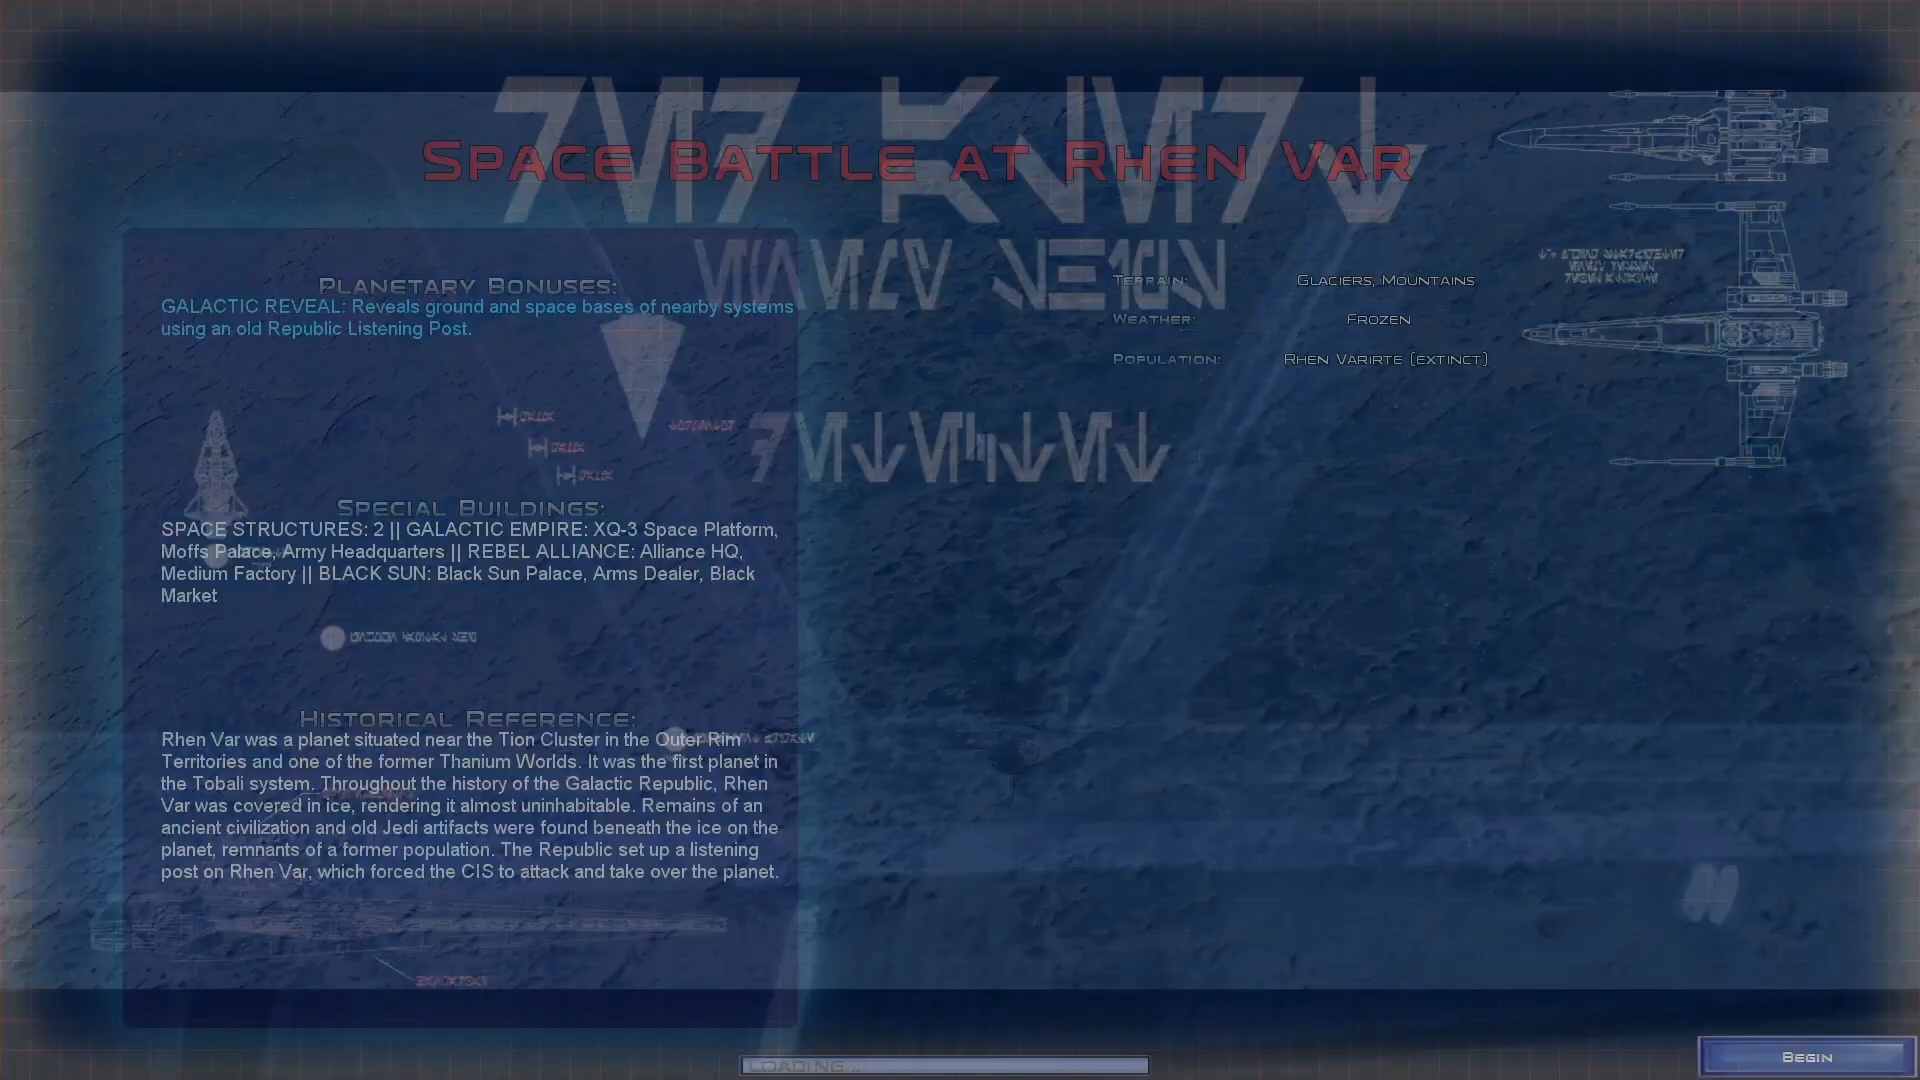 Space Battle at Rhen Var
Planetary Bonuses:
GALACTIC REVEAL: Reveals ground and space bases of nearby systems
using an old Republic Listening Post.
Terrain: Glaciers, Mountains
Weather: Frozen
Population: Rhen Varirte (extinct)
Special Buildings:
SPACE STRUCTURES: 2 || GALACTIC EMPIRE: XQ-3 Space Platform,
Moffs Palace, Army Headquarters || REBEL ALLIANCE: Alliance HQ,
Medium Factory || BLACK SUN: Black Sun Palace, Arms Dealer, Black
Market
Historical Reference:
Rhen Var was a planet situated near the Tion Cluster in the Outer Rim
Territories and one of the former Thanium Worlds. It was the first planet in
the Tobali system. Throughout the history of the Galactic Republic, Rhen
Var was covered in ice, rendering it almost uninhabitable. Remains of an
ancient civilization and old Jedi artifacts were found beneath the ice on the
planet, remnants of a former population. The Republic set up a listening
post on Rhen Var, which forced the CIS to attack and take over the planet.
Loading...
Begin